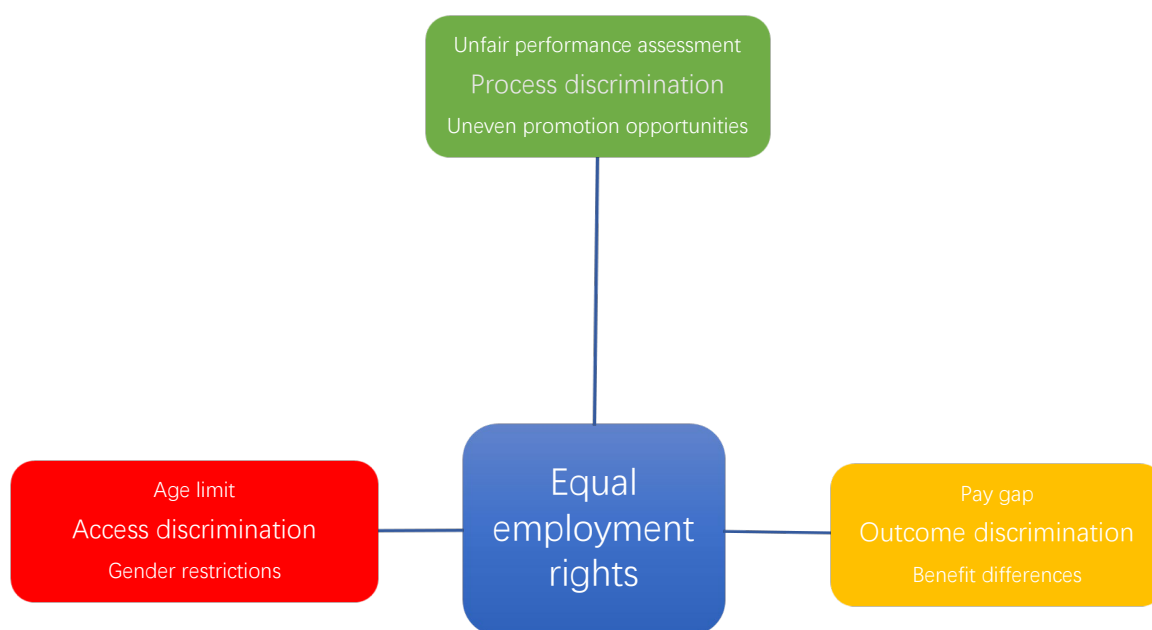 Unfair performance assessment
Process discrimination
Uneven promotion opportunities
Age limit
Access discrimination
Gender restrictions
Equal
employment
rights
Pay gap
Outcome discrimination
Benefit differences